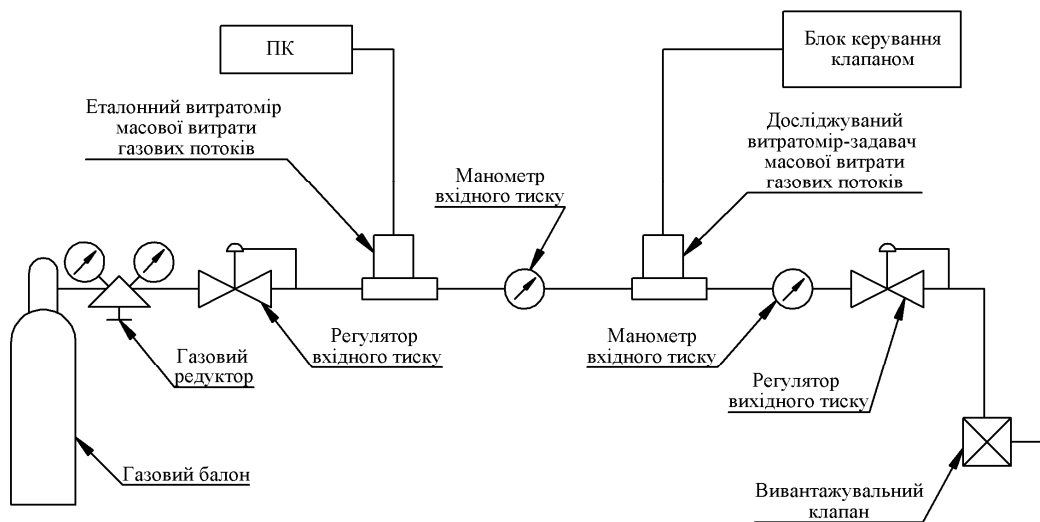 ПК
Блок керування
клапаном
Еталонний витратомір
масової витрати
газових потоків
Манометр
вхідного тиску
Досліджуваний
витратомір-задавач
масової витрати
газових потоків
Газовий
редуктор
Регулятор
вхідного тиску
Манометр
вхідного тиску
Регулятор
вихідного тиску
Газовий балон
Вивантажувальний
клапан